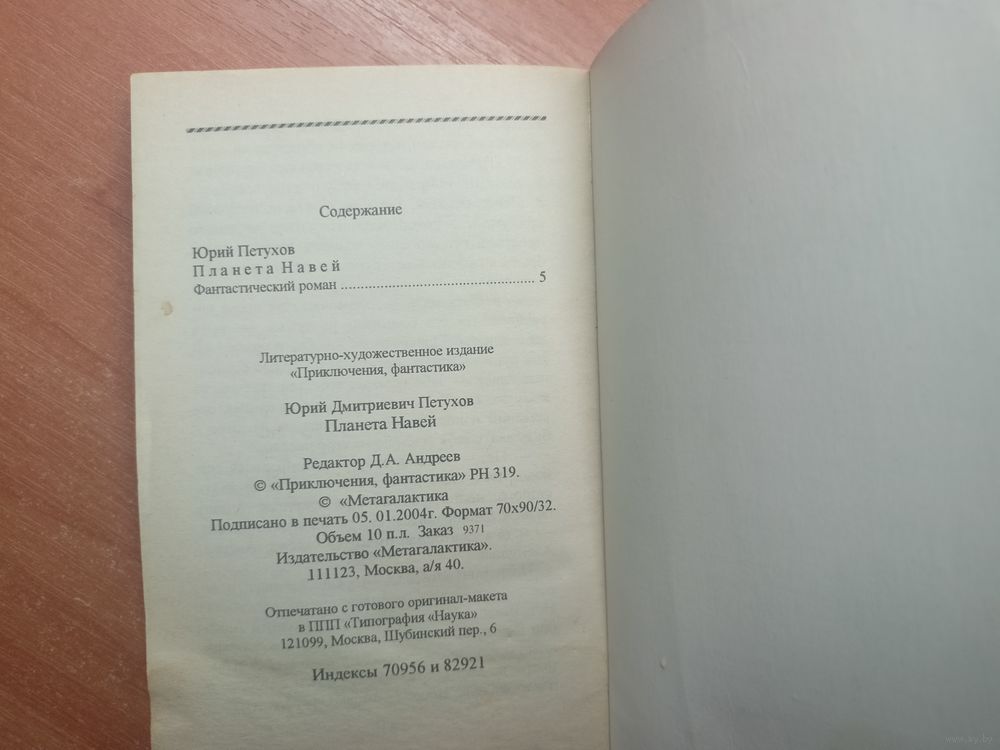 Содержание
Юрий Петухов
Планета Навей
Фантастический роман ................................................ 5
Литературно-художественное издание
«Приключения, фантастика»
Юрий Дмитриевич Петухов
Планета Навей
Редактор Д.А. Андреев
© «Приключения, фантастика» РН 319.
© «Метагалактика
Подписано в печать 05. 01.2004г. Формат 70х90/32.
Объем 10 п.л. Заказ 9371
Издательство «Метагалактика».
111123, Москва, а/я 40.
Отпечатано с готового оригинал-макета
в ППП «Типография «Наука»
121099, Москва, Шубинский пер., 6
Индексы 70956 и 82921
www.ay.by